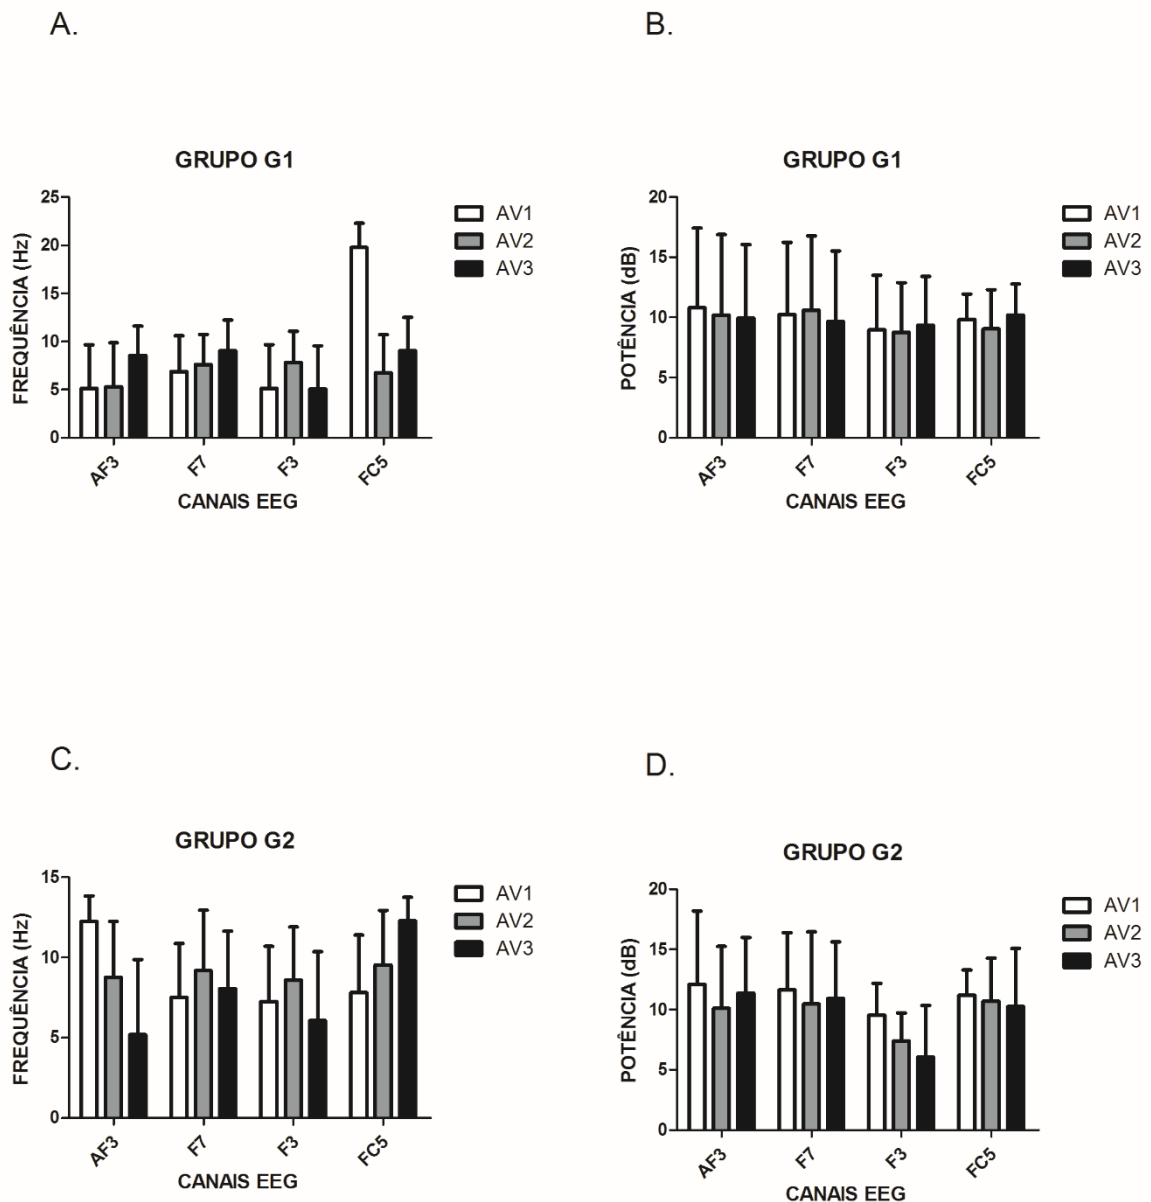 A.
GRUPO G1
FREQUÊNCIA (Hz)
25
20
15
10
5
0
AF3
F7
F3
FC5
CANAIS EEG
AV1
AV2
AV3
B.
GRUPO G1
POTÊNCIA (dB)
20
15
10
5
0
AF3
F7
F3
FC5
CANAIS EEG
AV1
AV2
AV3
C.
GRUPO G2
FREQUÊNCIA (Hz)
15
10
5
0
AF3
F7
F3
FC5
CANAIS EEG
AV1
AV2
AV3
D.
GRUPO G2
POTÊNCIA (dB)
20
15
10
5
0
AF3
F7
F3
FC5
CANAIS EEG
AV1
AV2
AV3